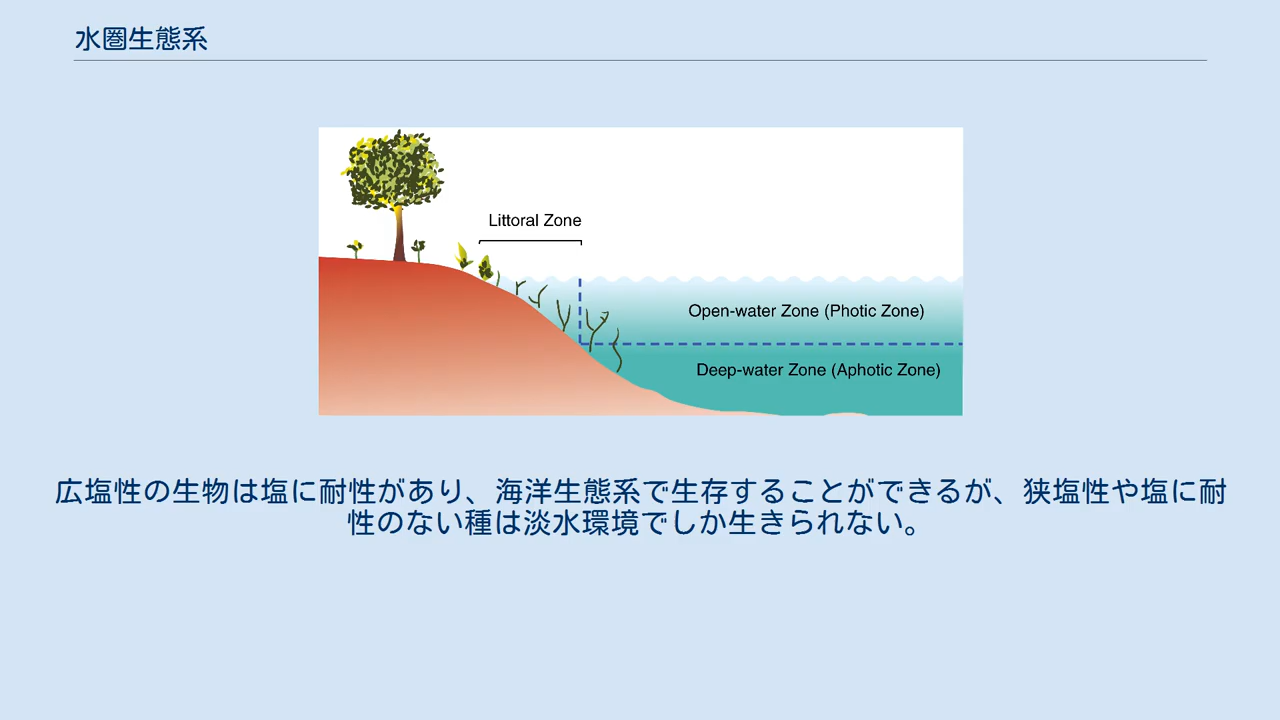 水圏生態系
Littoral Zone
Open-water Zone (Photic Zone)
Deep-water Zone (Aphotic Zone)
広塩性の生物は塩に耐性があり、海洋生態系で生存することができるが、狭塩性や塩に耐
性のない種は淡水環境でしか生きられない。